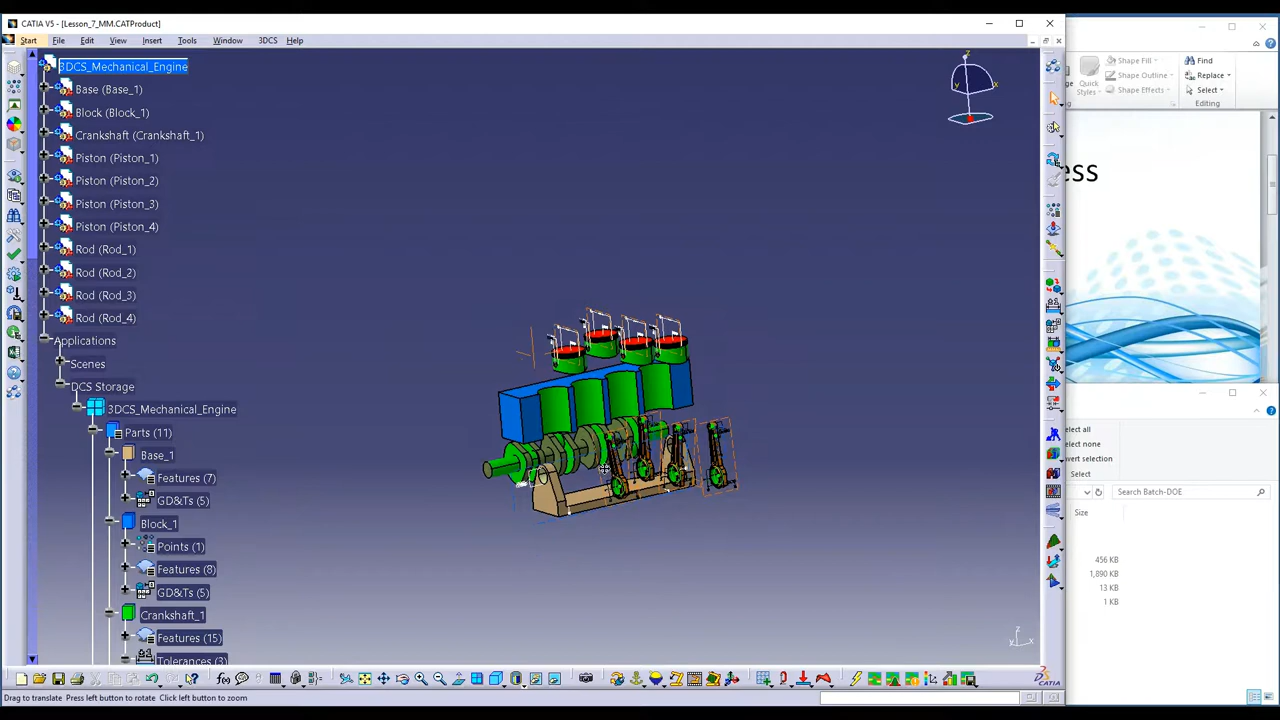 CATIA V5 - [Lesson_7_MM.CATProduct]
Start File Edit View Insert Tools Window 3DCS Help
3DCS_Mechanical_Engine
Base (Base_1)
Block (Block_1)
Crankshaft (Crankshaft_1)
Piston (Piston_1)
Piston (Piston_2)
Piston (Piston_3)
Piston (Piston_4)
Rod (Rod_1)
Rod (Rod_2)
Rod (Rod_3)
Rod (Rod_4)
Applications
Scenes
DCS Storage
3DCS_Mechanical_Engine
Parts (11)
Base_1
Features (7)
GD&Ts (5)
Block_1
Points (1)
Features (8)
GD&Ts (5)
Crankshaft_1
Features (15)
Tolerances (3)
z
y x
z
y x
CATIA
Drag to translate Press left button to rotate Click left button to zoom
Quick
Styles
Shape Fill
Shape Outline
Shape Effects
Find
Replace
Select
Editing
ess
elect all
elect none
vert selection
Select
Search Batch-DOE
Size
456 KB
1,890 KB
13 KB
1 KB